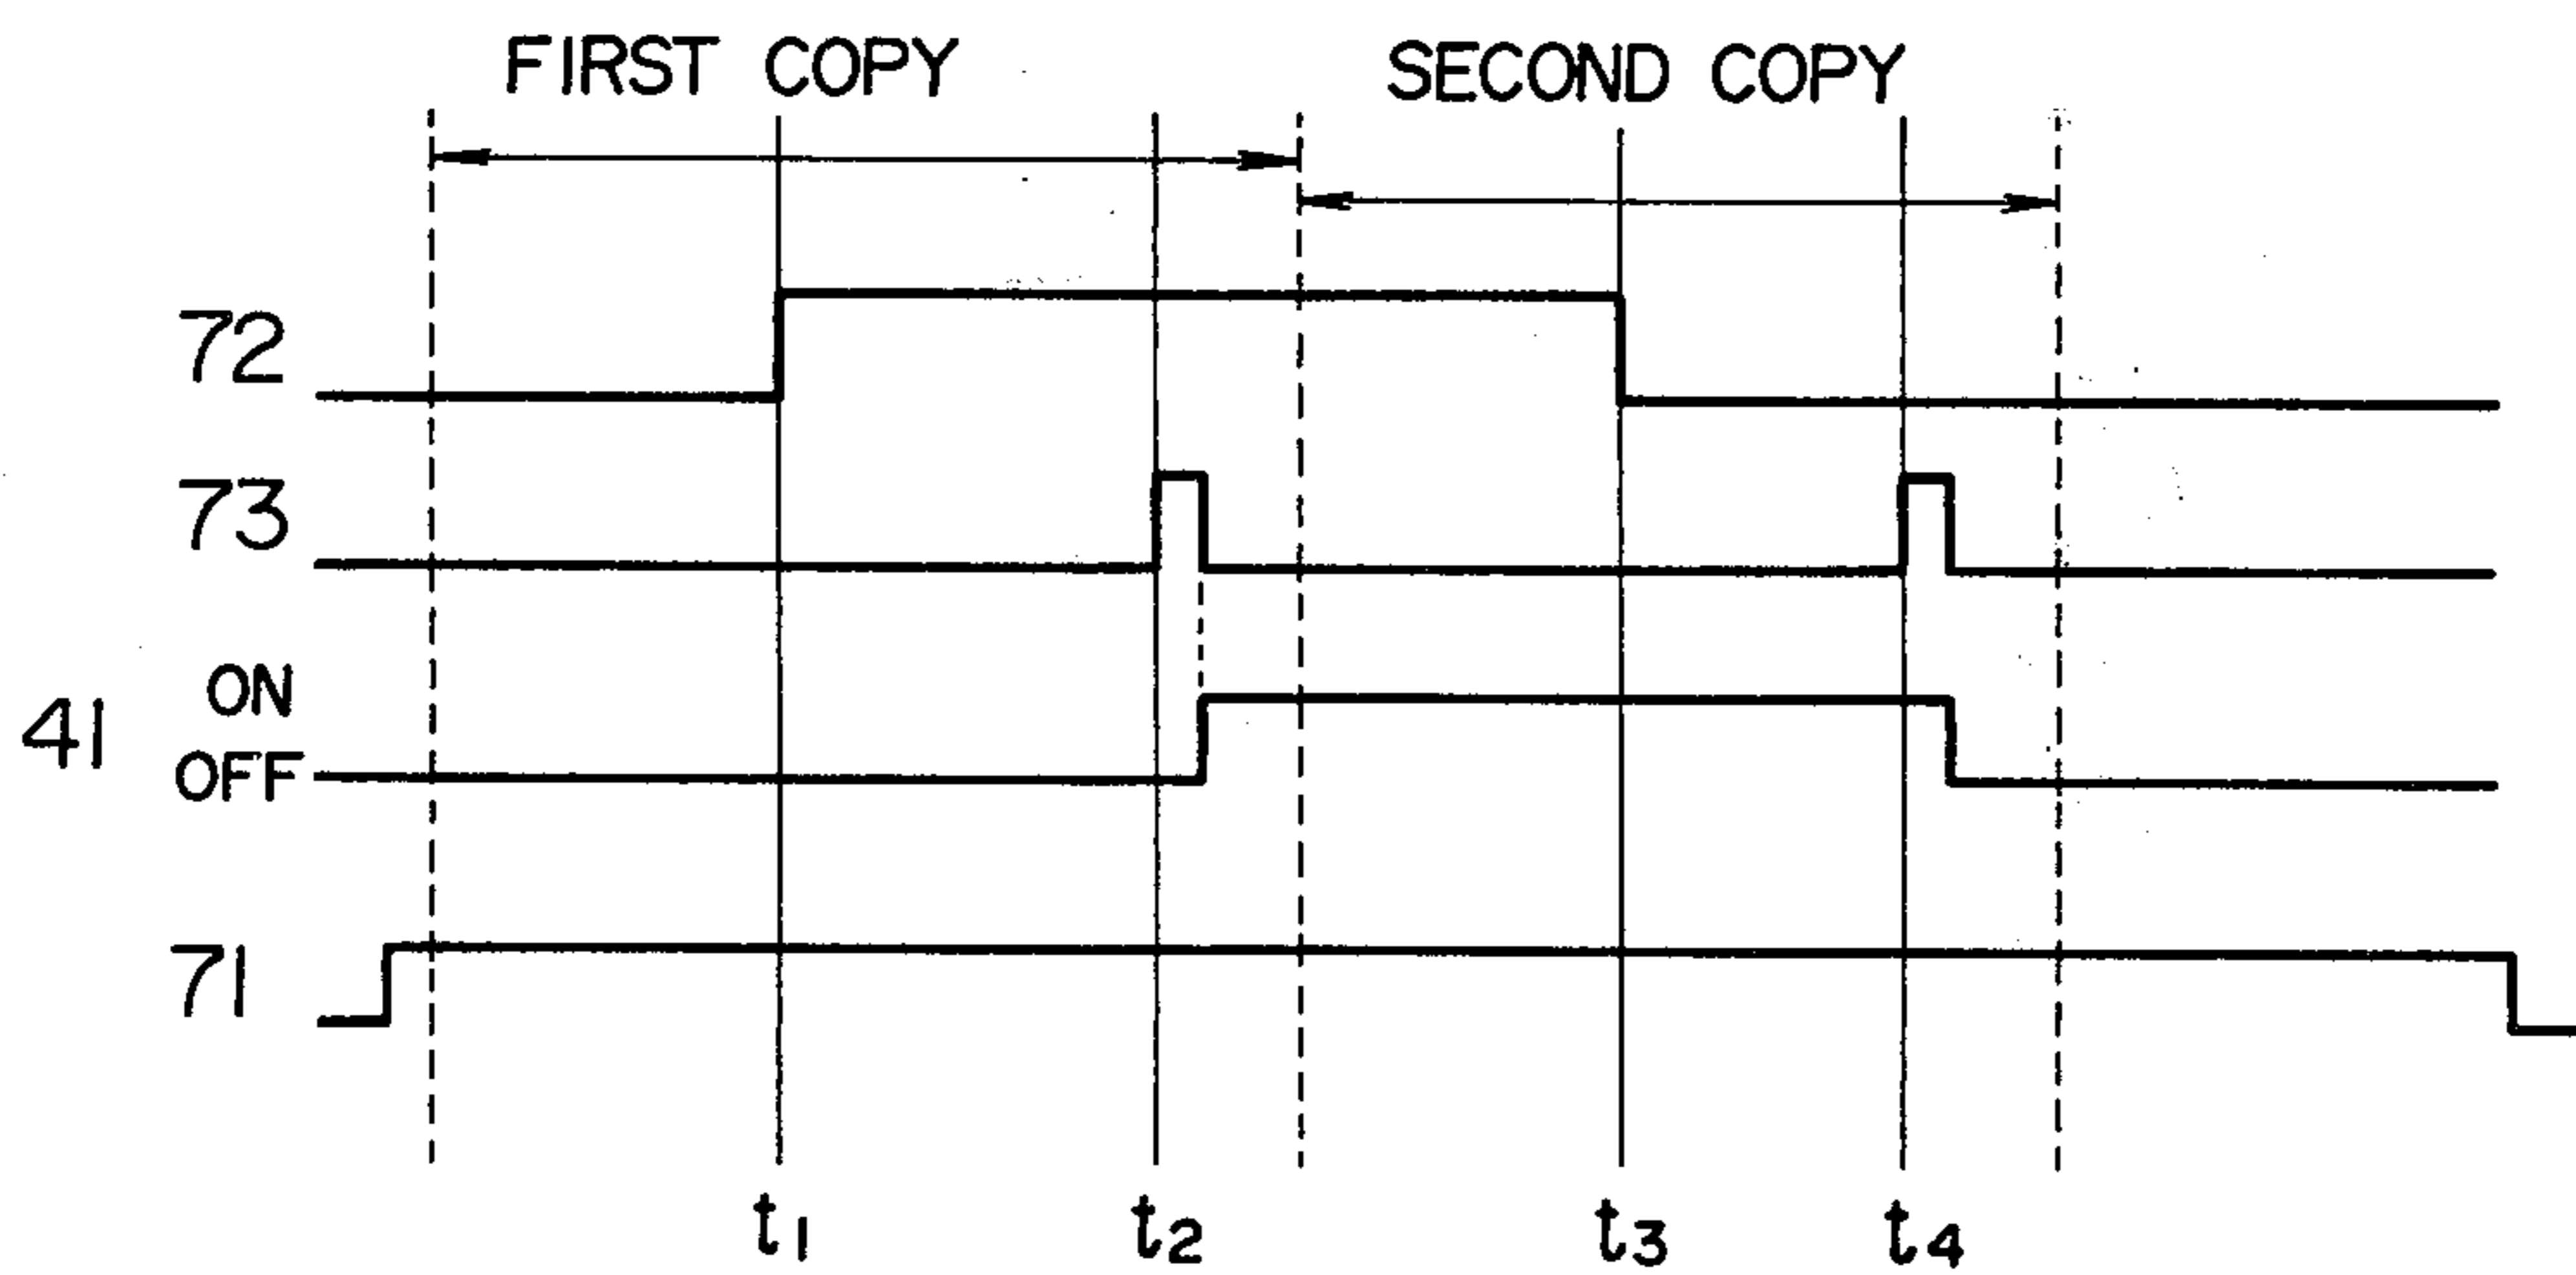 FIRST COPY
SECOND COPY
72
73
41
ON
OFF
71
t1
t2
t3
t4